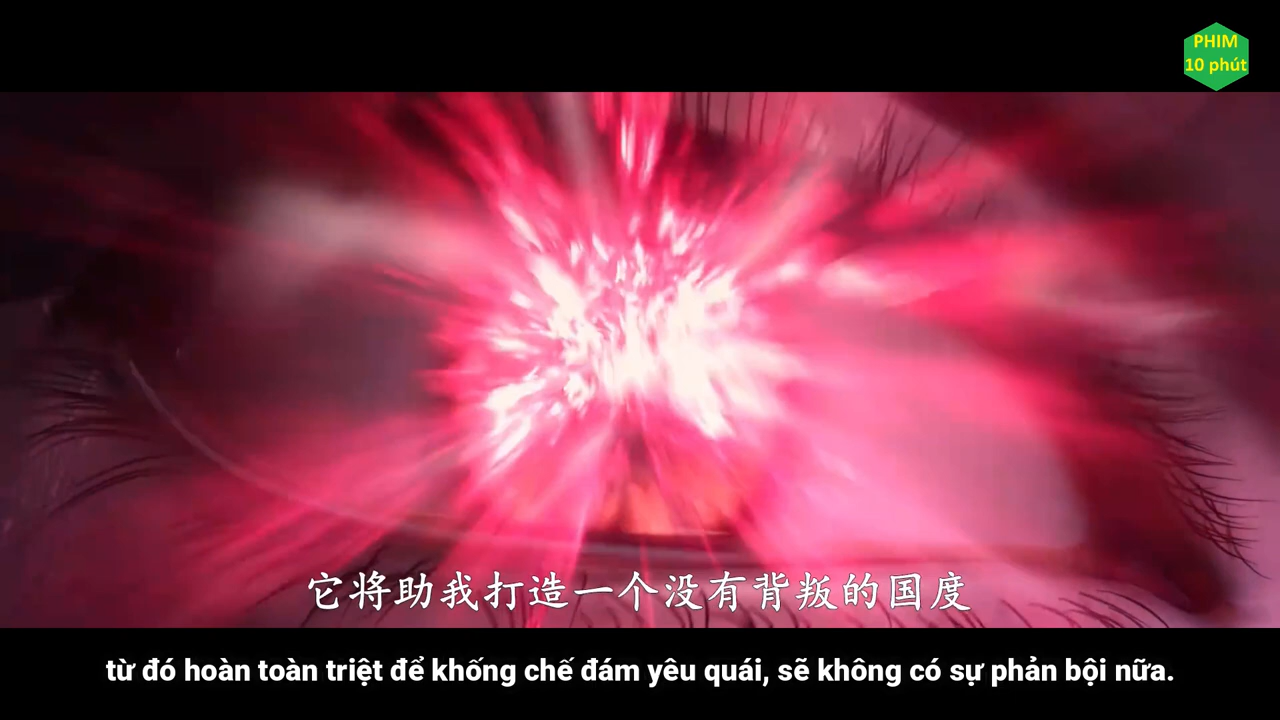 PHIM
10 phút
它将助我打造一个没有背叛的国度
từ đó hoàn toàn triệt để khống chế đám yêu quái, sẽ không có sự phản bội nữa.